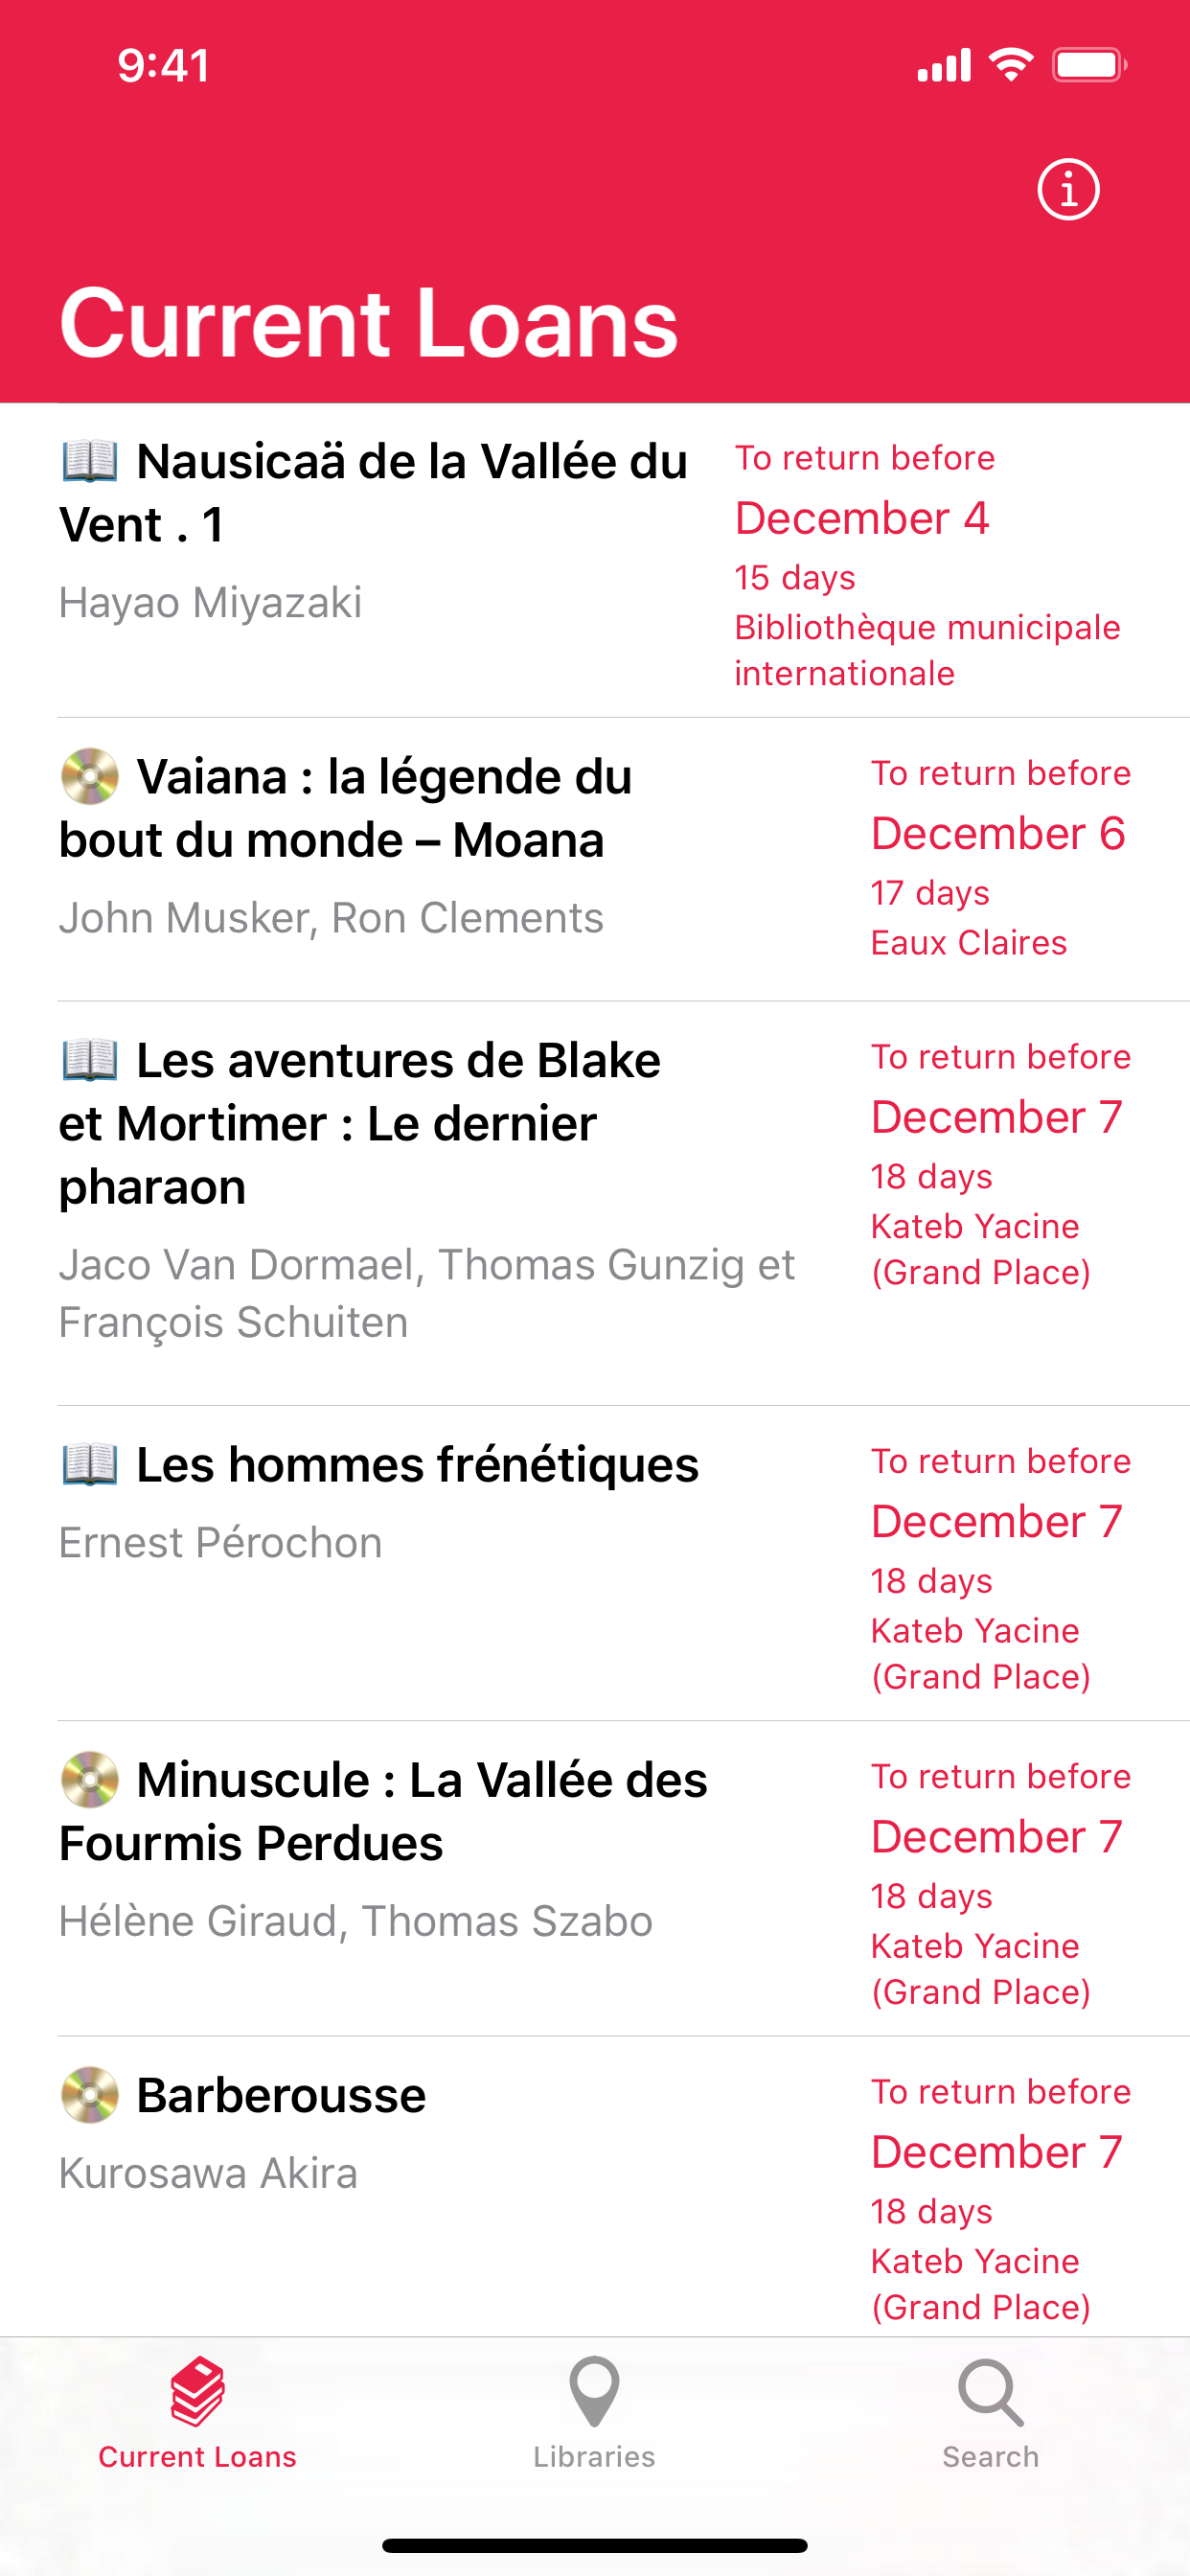 9:41
Current Loans
Nausicaä de la Vallée du
Vent . 1
Hayao Miyazaki
To return before
December 4
15 days
Bibliothèque municipale
internationale
Vaiana : la légende du
bout du monde – Moana
John Musker, Ron Clements
To return before
December 6
17 days
Eaux Claires
Les aventures de Blake
et Mortimer : Le dernier
pharaon
Jaco Van Dormael, Thomas Gunzig et
François Schuiten
To return before
December 7
18 days
Kateb Yacine
(Grand Place)
Les hommes frénétiques
Ernest Pérochon
To return before
December 7
18 days
Kateb Yacine
(Grand Place)
Minuscule : La Vallée des
Fourmis Perdues
Hélène Giraud, Thomas Szabo
To return before
December 7
18 days
Kateb Yacine
(Grand Place)
Barberousse
Kurosawa Akira
To return before
December 7
18 days
Kateb Yacine
(Grand Place)
Current Loans
Libraries
Search